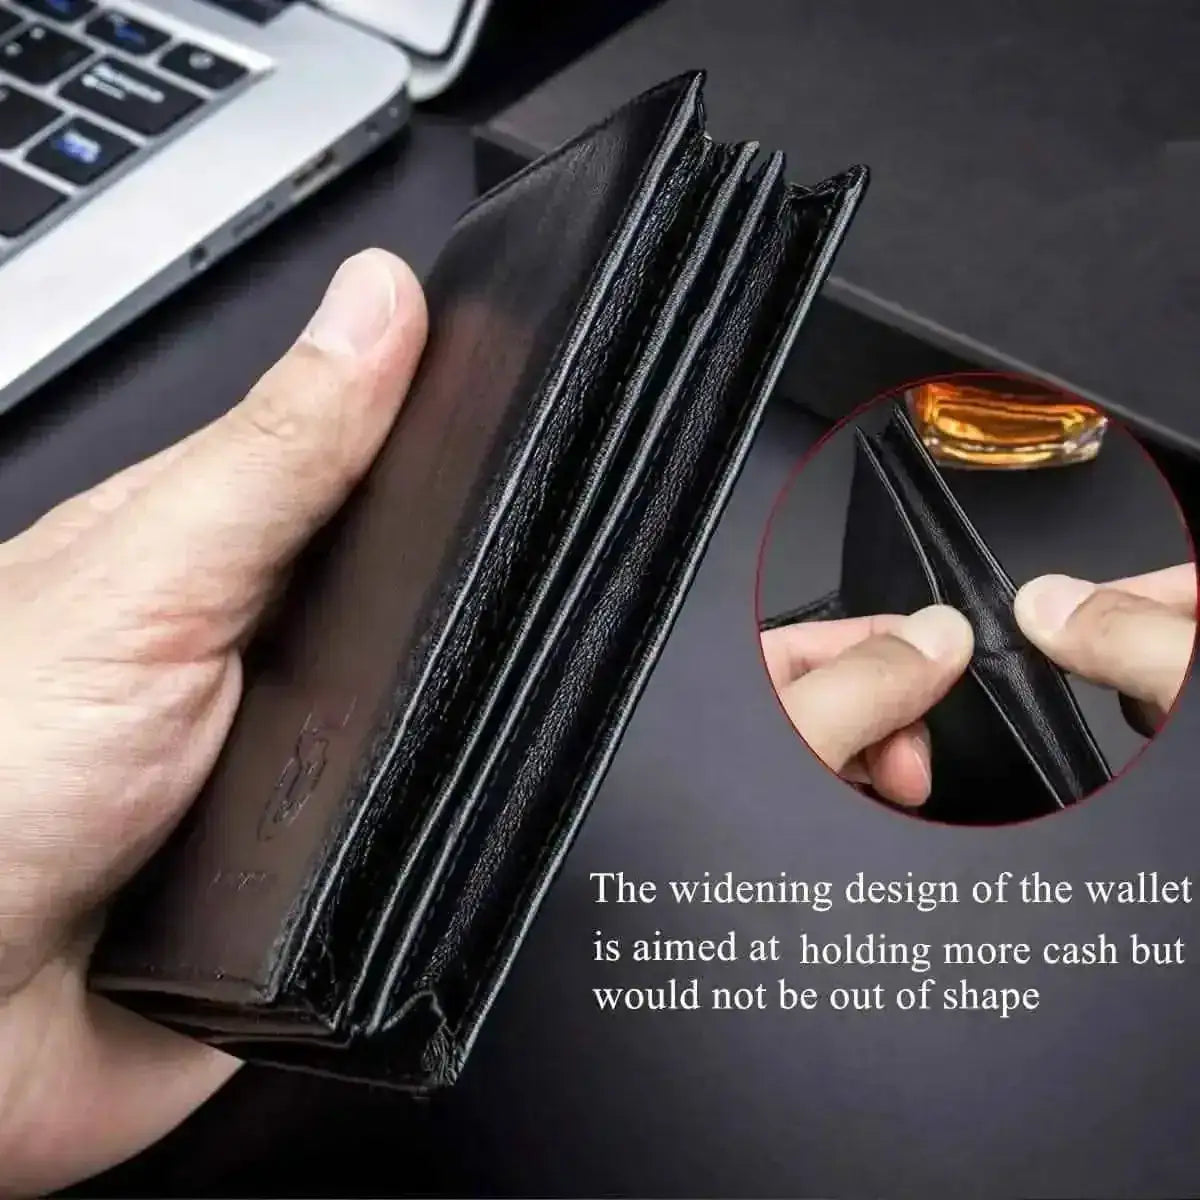 The widening design of the wallet
is aimed at holding more cash but
would not be out of shape